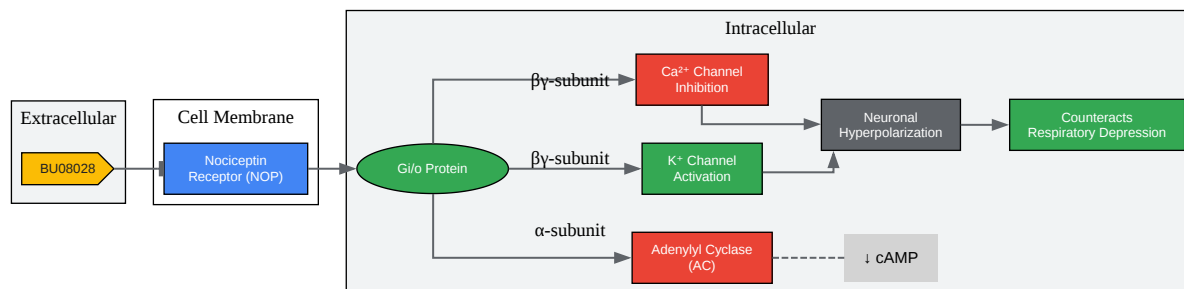 Intracellular
Extracellular
BU08028
Cell Membrane
Nociceptin
Receptor (NOP)
Gi/o Protein
βγ-subunit
Ca²⁺ Channel
Inhibition
βγ-subunit
K⁺ Channel
Activation
α-subunit
Adenylyl Cyclase
(AC)
↓ cAMP
Neuronal
Hyperpolarization
Counteracts
Respiratory Depression